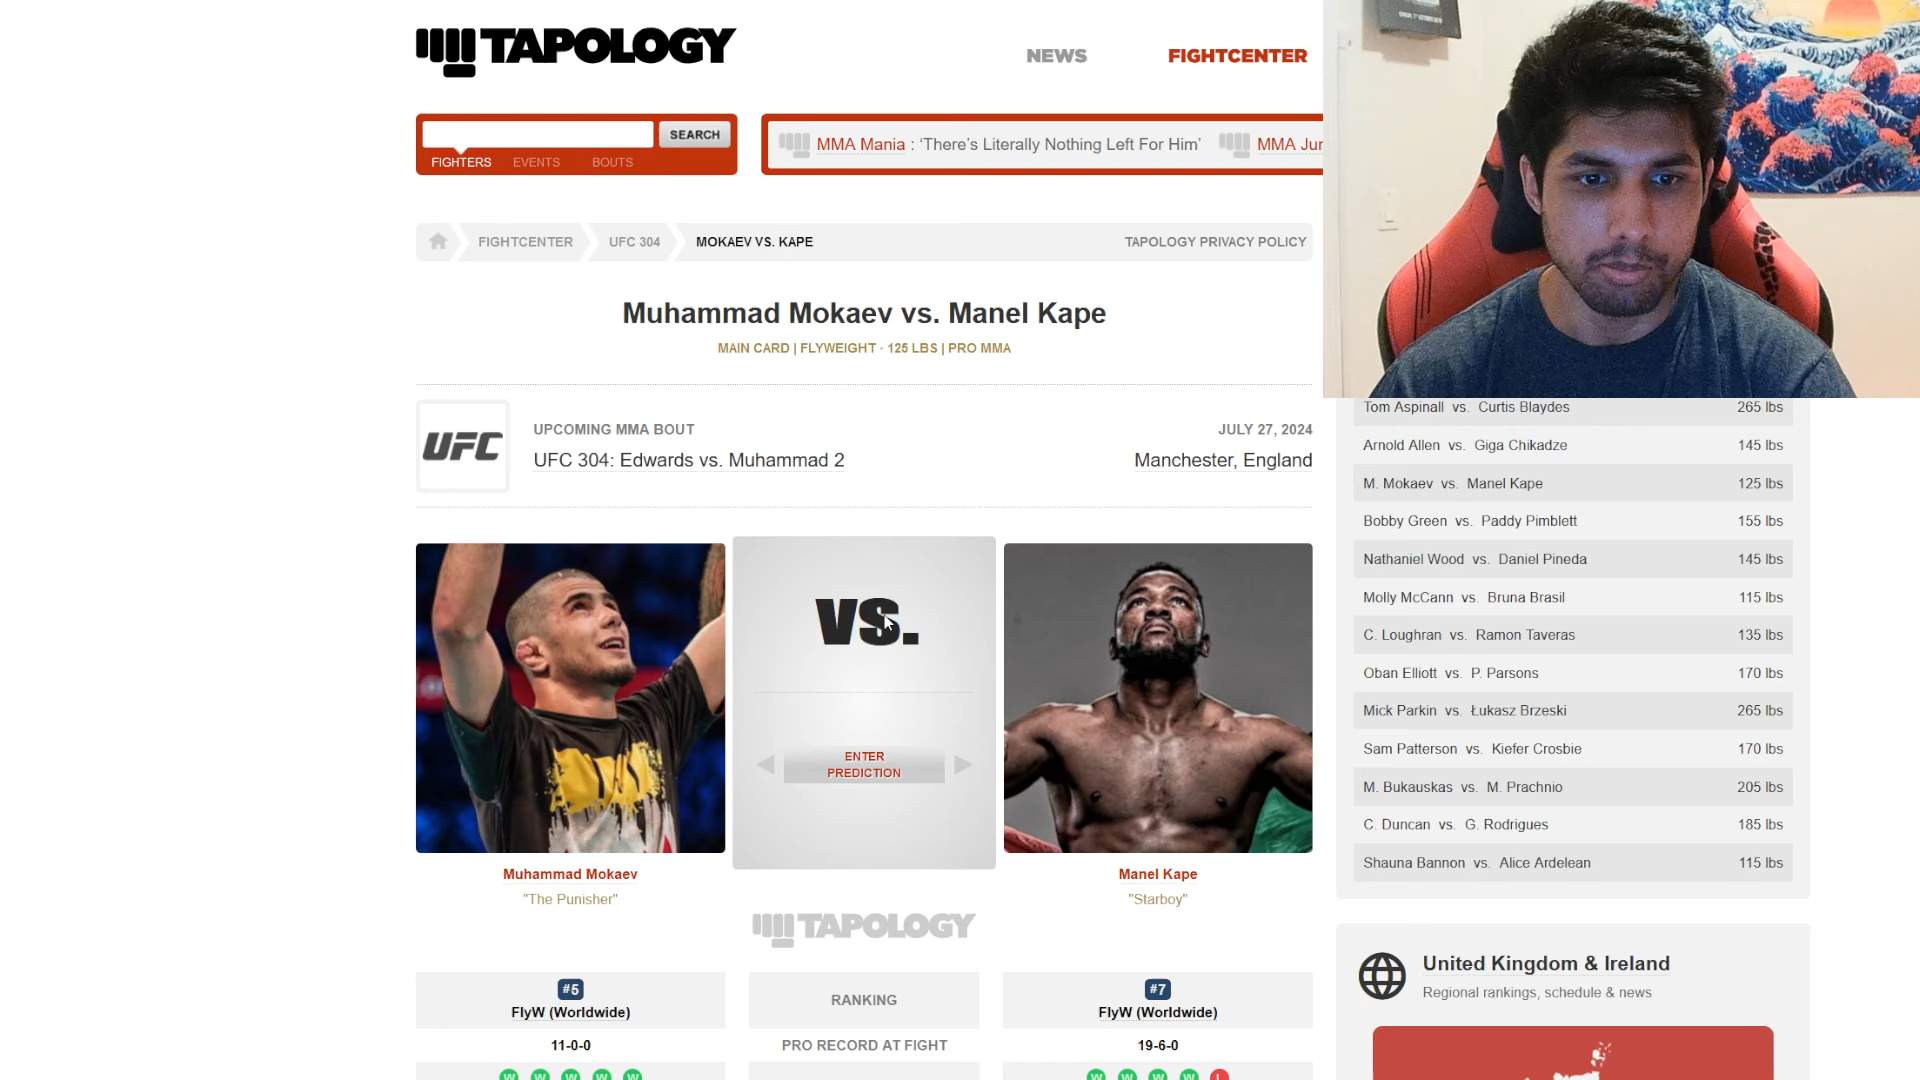 TAPOLOGY
NEWS
FIGHTCENTER
SEARCH
FIGHTERS
EVENTS
BOUTS
MMA Mania : ‘There’s Literally Nothing Left For Him’
MMA Jun
FIGHTCENTER
UFC 304
MOKAEV VS. KAPE
TAPOLOGY PRIVACY POLICY
Muhammad Mokaev vs. Manel Kape
MAIN CARD | FLYWEIGHT · 125 LBS | PRO MMA
UFC
UPCOMING MMA BOUT
JULY 27, 2024
UFC 304: Edwards vs. Muhammad 2
Manchester, England
VS.
ENTER
PREDICTION
Muhammad Mokaev
"The Punisher"
Manel Kape
"Starboy"
TAPOLOGY
#5
FlyW (Worldwide)
RANKING
#7
FlyW (Worldwide)
11-0-0
PRO RECORD AT FIGHT
19-6-0
W W W W W
W W W W L
Tom Aspinall vs. Curtis Blaydes 265 lbs
Arnold Allen vs. Giga Chikadze 145 lbs
M. Mokaev vs. Manel Kape 125 lbs
Bobby Green vs. Paddy Pimblett 155 lbs
Nathaniel Wood vs. Daniel Pineda 145 lbs
Molly McCann vs. Bruna Brasil 115 lbs
C. Loughran vs. Ramon Taveras 135 lbs
Oban Elliott vs. P. Parsons 170 lbs
Mick Parkin vs. Łukasz Brzeski 265 lbs
Sam Patterson vs. Kiefer Crosbie 170 lbs
M. Bukauskas vs. M. Prachnio 205 lbs
C. Duncan vs. G. Rodrigues 185 lbs
Shauna Bannon vs. Alice Ardelean 115 lbs
United Kingdom & Ireland
Regional rankings, schedule & news